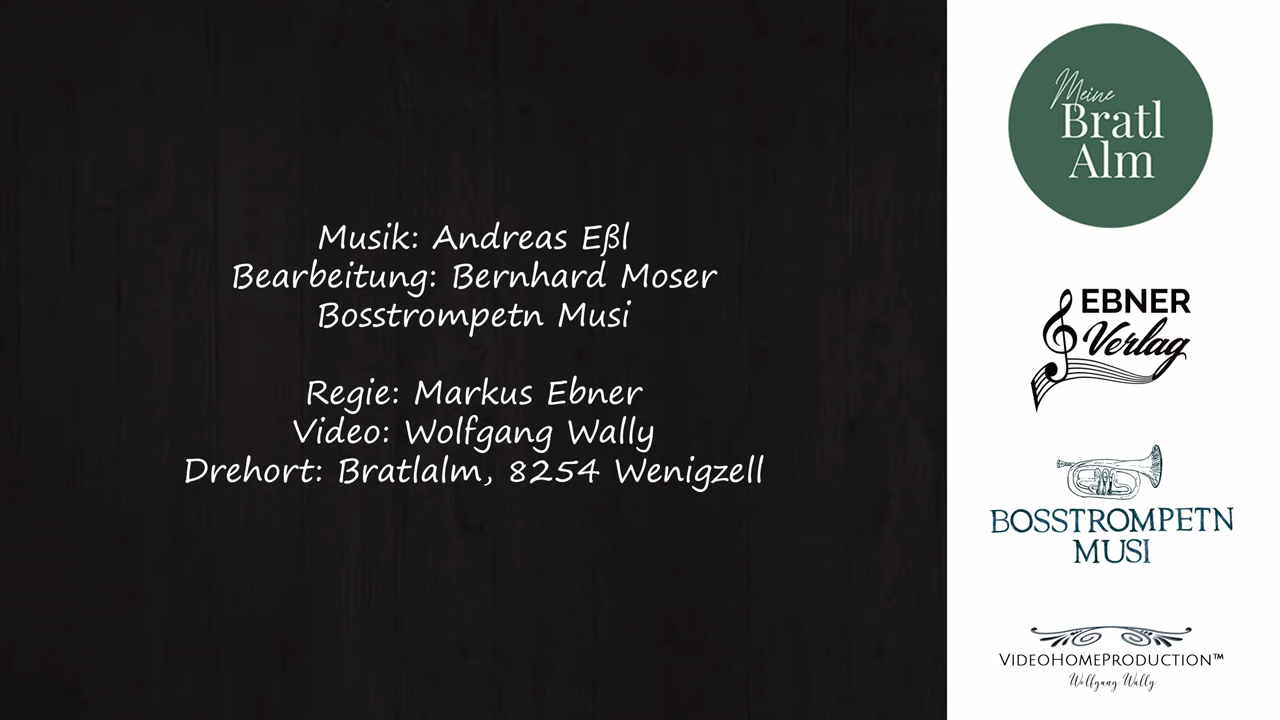 Musik: Andreas Eßl
Bearbeitung: Bernhard Moser
Bosstrompetn Musi
Regie: Markus Ebner
Video: Wolfgang Wally
Drehort: Bratlalm, 8254 Wenigzell
Meine
Bratl
Alm
EBNER
Verlag
BOSSTROMPETN
MUSI
VIDEOHOMEPRODUCTION™
Wolfgang Wally